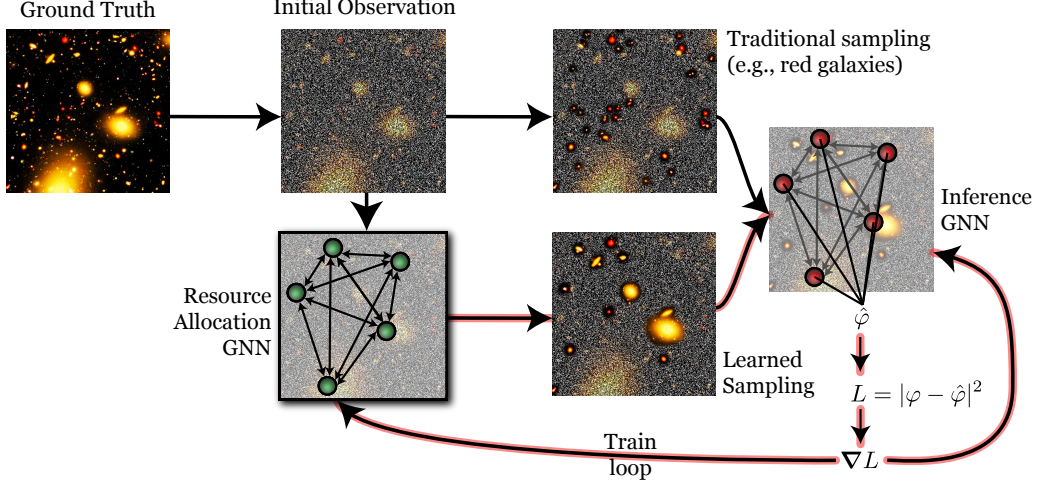 Ground Truth
Initial Observation
Traditional sampling
(e.g., red galaxies)
Inference
GNN
Resource
Allocation
GNN
Learned
Sampling
φ̂
L = |φ − φ̂|²
∇L
Train
loop